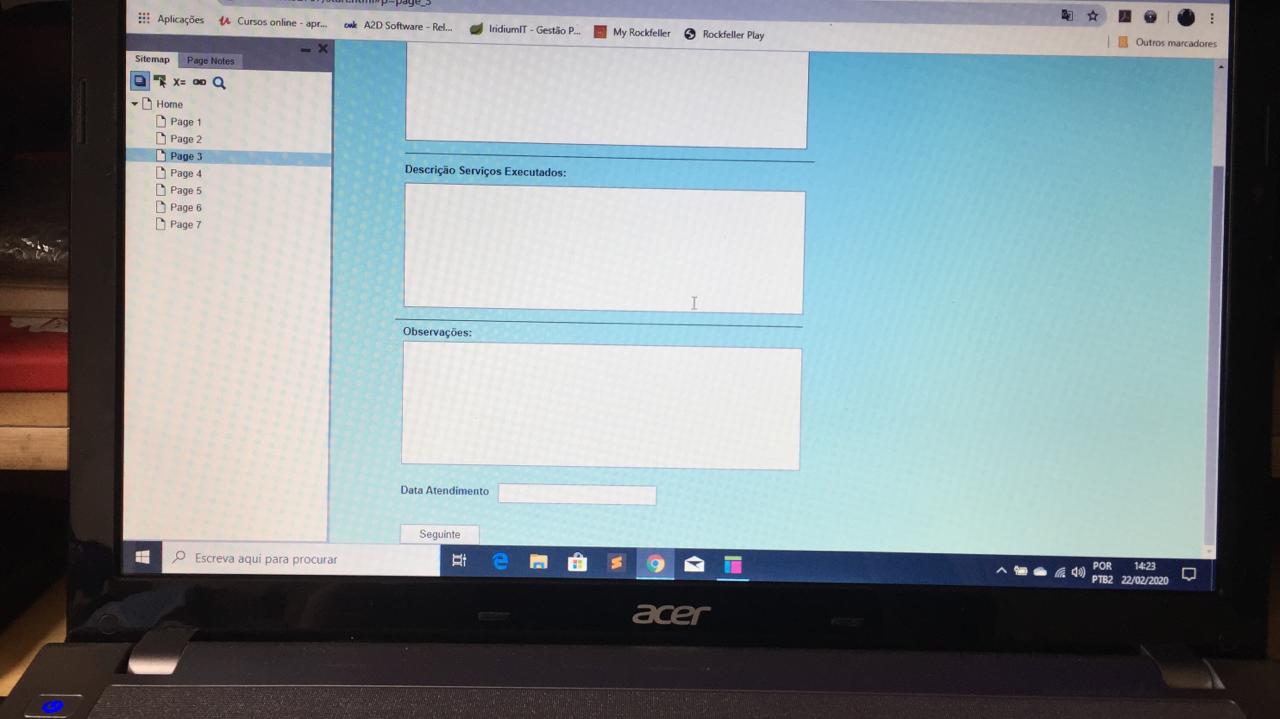 Aplicações
Cursos online - apr...
A2D Software - Rel...
IridiumIT - Gestão P...
My Rockfeller
Rockfeller Play
Outros marcadores
Sitemap
Page Notes
X=
Home
Page 1
Page 2
Page 3
Page 4
Page 5
Page 6
Page 7
Descrição Serviços Executados:
Observações:
Data Atendimento
Seguinte
Escreva aqui para procurar
POR
PTB2
14:23
22/02/2020
acer